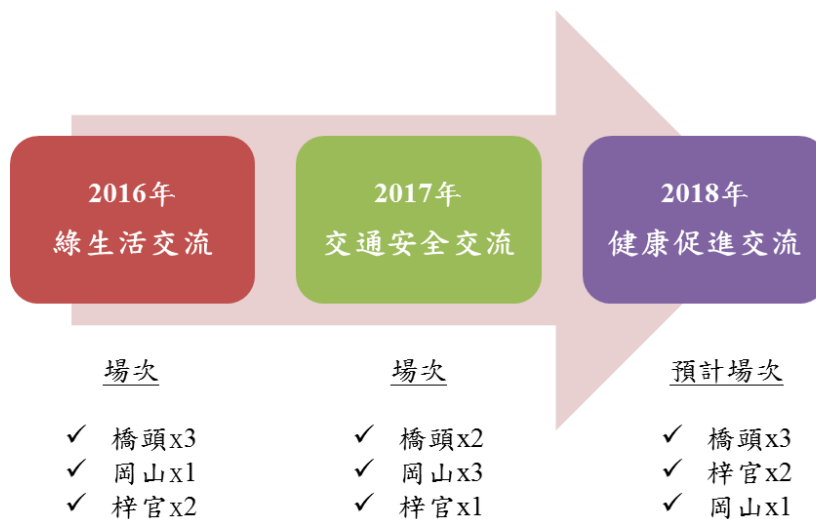 2016年
綠生活交流
2017年
交通安全交流
2018年
健康促進交流
場次
✓ 橋頭x3
✓ 岡山x1
✓ 梓官x2
場次
✓ 橋頭x2
✓ 岡山x3
✓ 梓官x1
預計場次
✓ 橋頭x3
✓ 梓官x2
✓ 岡山x1